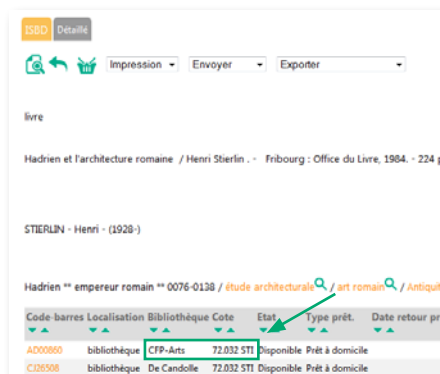 ISBD Détaillé
Impression Envoyer Exporter
livre
Hadrien et l'architecture romaine / Henri Stierlin . - Fribourg : Office du Livre, 1984. - 224 p
STIERLIN - Henri - (1928-)
Hadrien ** empereur romain ** 0076-0138 / étude architecturale / art romain / Antiquit
Code-barres Localisation Bibliothèque Cote Etat Type prêt. Date retour pr
AD00860 bibliothèque CFP-Arts 72.032 STI Disponible Prêt à domicile
CJ26508 bibliothèque De Candolle 72.032 STI Disponible Prêt à domicile